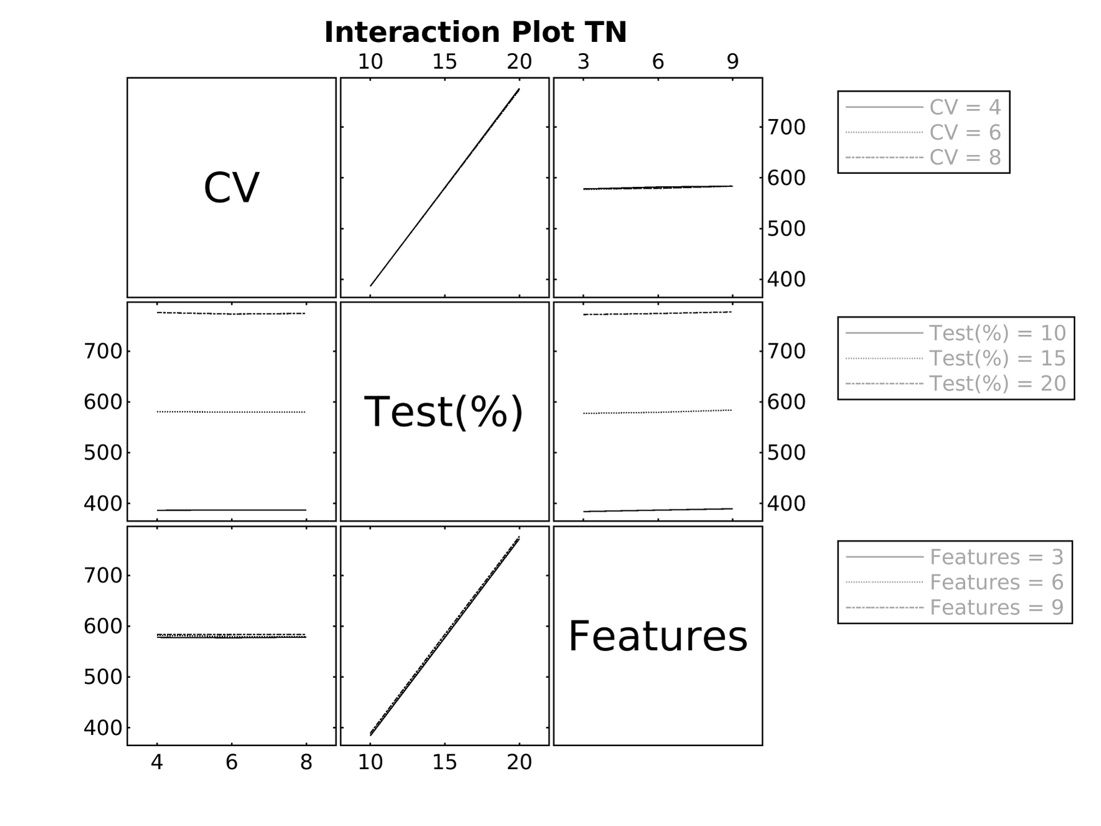 Interaction Plot TN
10 15 20 3 6 9
CV
700
600
500
400
CV = 4
CV = 6
CV = 8
700
600
500
400
Test(%)
700
600
500
400
Test(%) = 10
Test(%) = 15
Test(%) = 20
700
600
500
400
Features
Features = 3
Features = 6
Features = 9
4 6 8 10 15 20